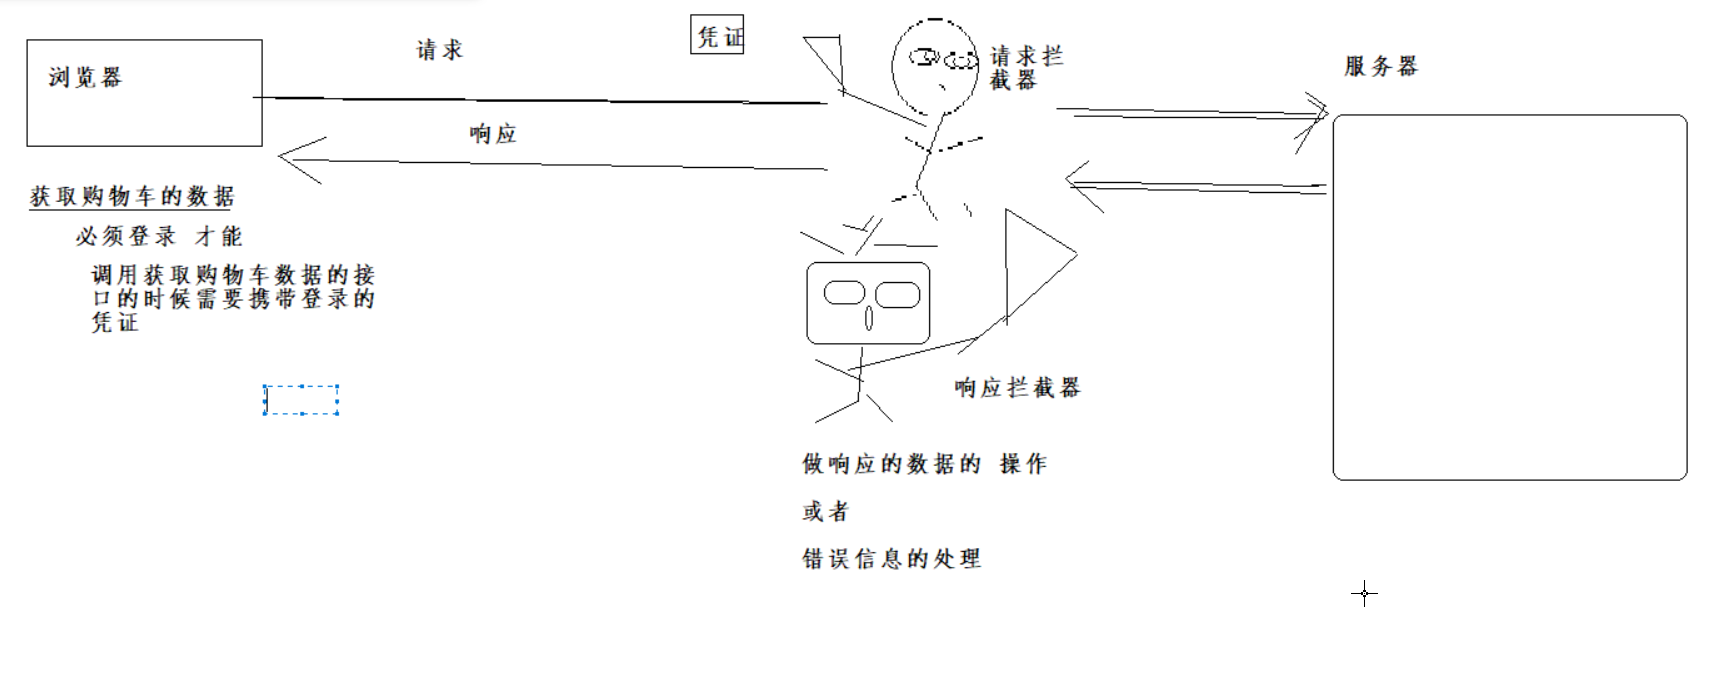 浏览器
请求
凭证
请求拦
截器
服务器
响应
获取购物车的数据
必须登录 才能
调用获取购物车数据的接
口的时候需要携带登录的
凭证
响应拦截器
做响应的数据的 操作
或者
错误信息的处理